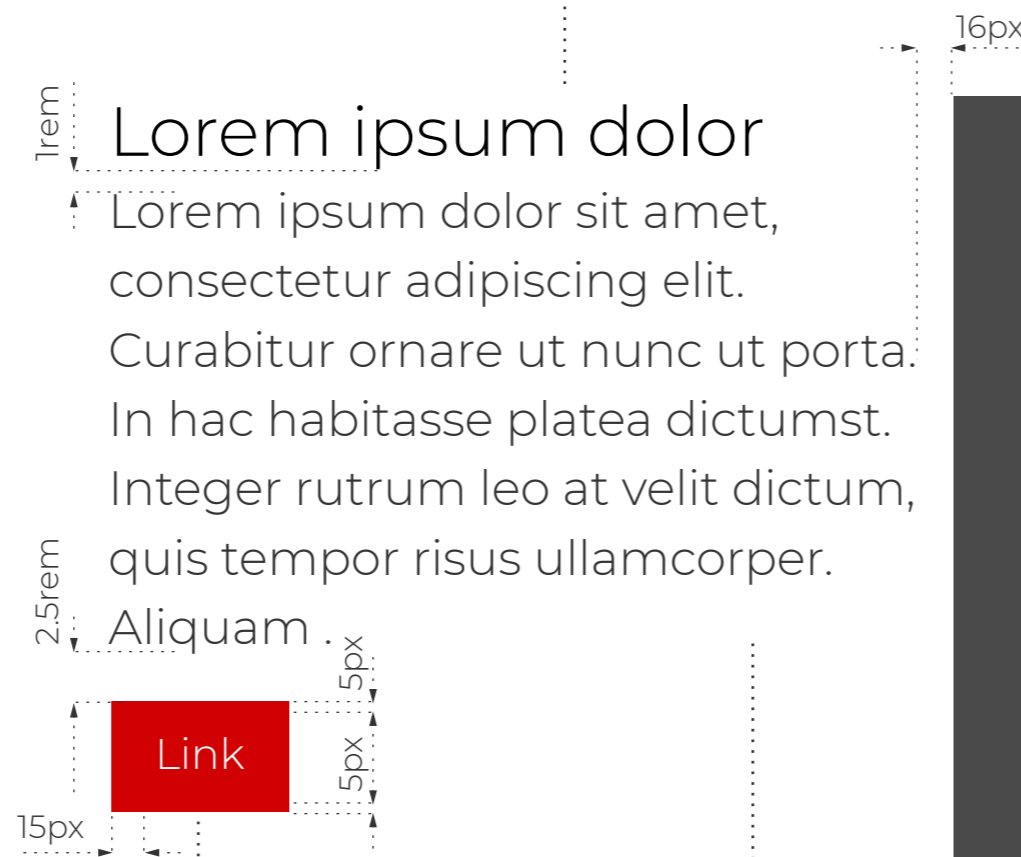 16px
1rem
Lorem ipsum dolor
Lorem ipsum dolor sit amet,
consectetur adipiscing elit.
Curabitur ornare ut nunc ut porta.
In hac habitasse platea dictumst.
Integer rutrum leo at velit dictum,
quis tempor risus ullamcorper.
Aliquam .
2.5rem
5px
Link
5px
15px